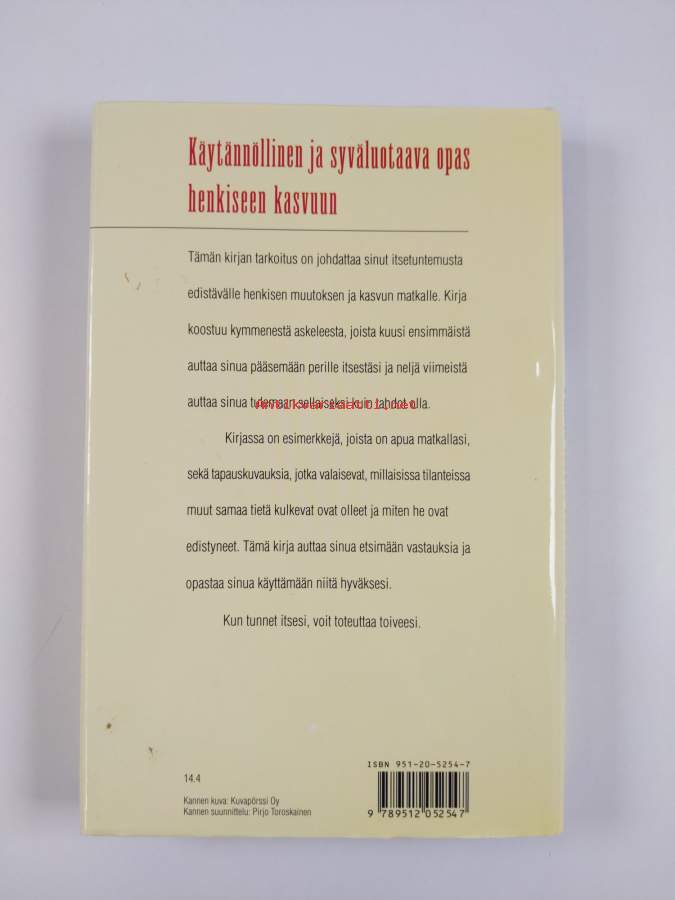 Käytännöllinen ja syväluotaava opas
henkiseen kasvuun
Tämän kirjan tarkoitus on johdattaa sinut itsetuntemusta
edistävälle henkisen muutoksen ja kasvun matkalle. Kirja
koostuu kymmenestä askeleesta, joista kuusi ensimmäistä
auttaa sinua pääsemään perille itsestäsi ja neljä viimeistä
auttaa sinua tulemaan sellaiseksi kuin tahdot olla.
Kirjassa on esimerkkejä, joista on apua matkallasi,
sekä tapauskuvauksia, jotka valaisevat, millaisissa tilanteissa
muut samaa tietä kulkevat ovat olleet ja miten he ovat
edistyneet. Tämä kirja auttaa sinua etsimään vastauksia ja
opastaa sinua käyttämään niitä hyväksesi.
Kun tunnet itsesi, voit toteuttaa toiveesi.
ISBN 951-20-5254-7
14.4
Kannen kuva: Kuvapörssi Oy
Kannen suunnittelu: Pirjo Toroskainen
9 789512 052547